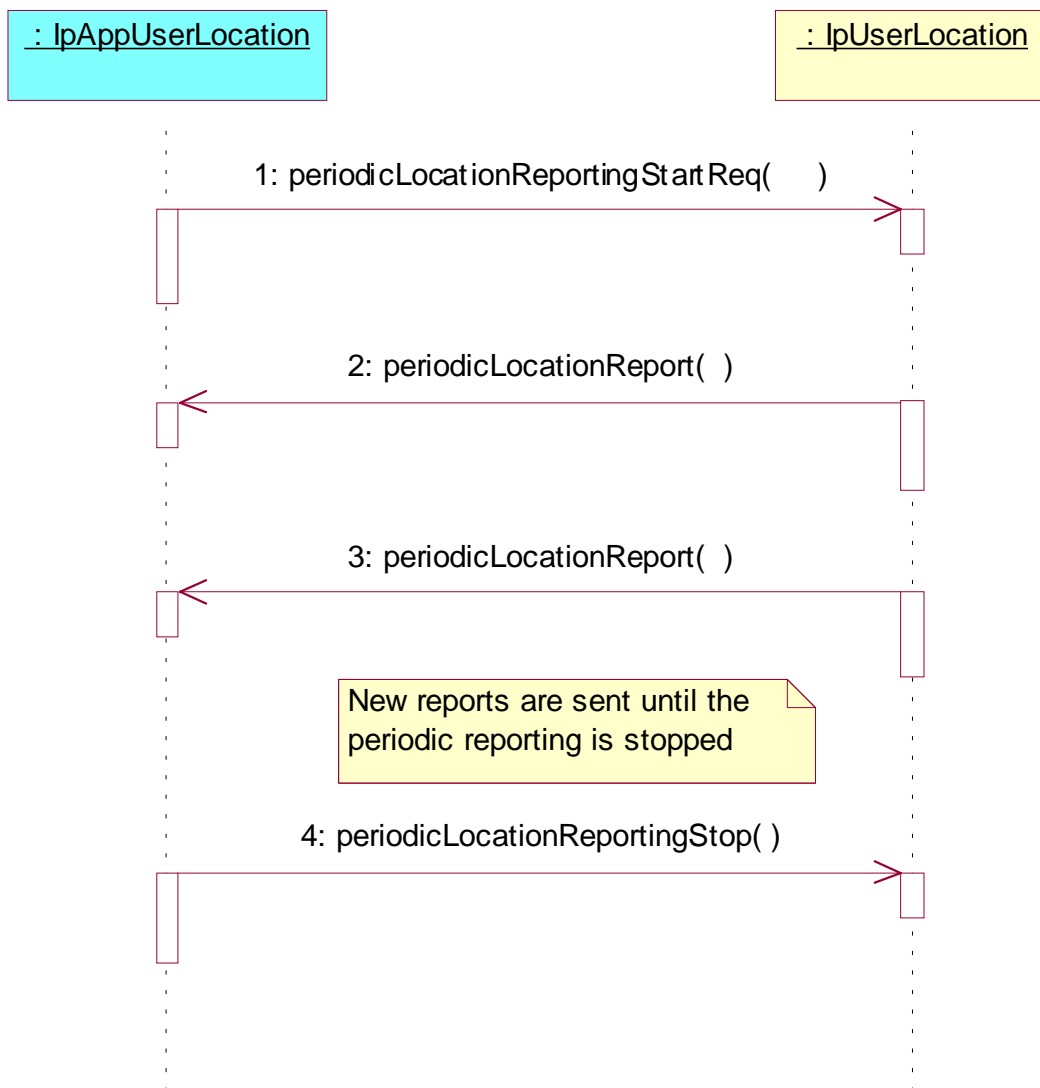 : IpAppUserLocation
: IpUserLocation
1: periodicLocationReportingStartReq( )
2: periodicLocationReport( )
3: periodicLocationReport( )
New reports are sent until the
periodic reporting is stopped
4: periodicLocationReportingStop( )